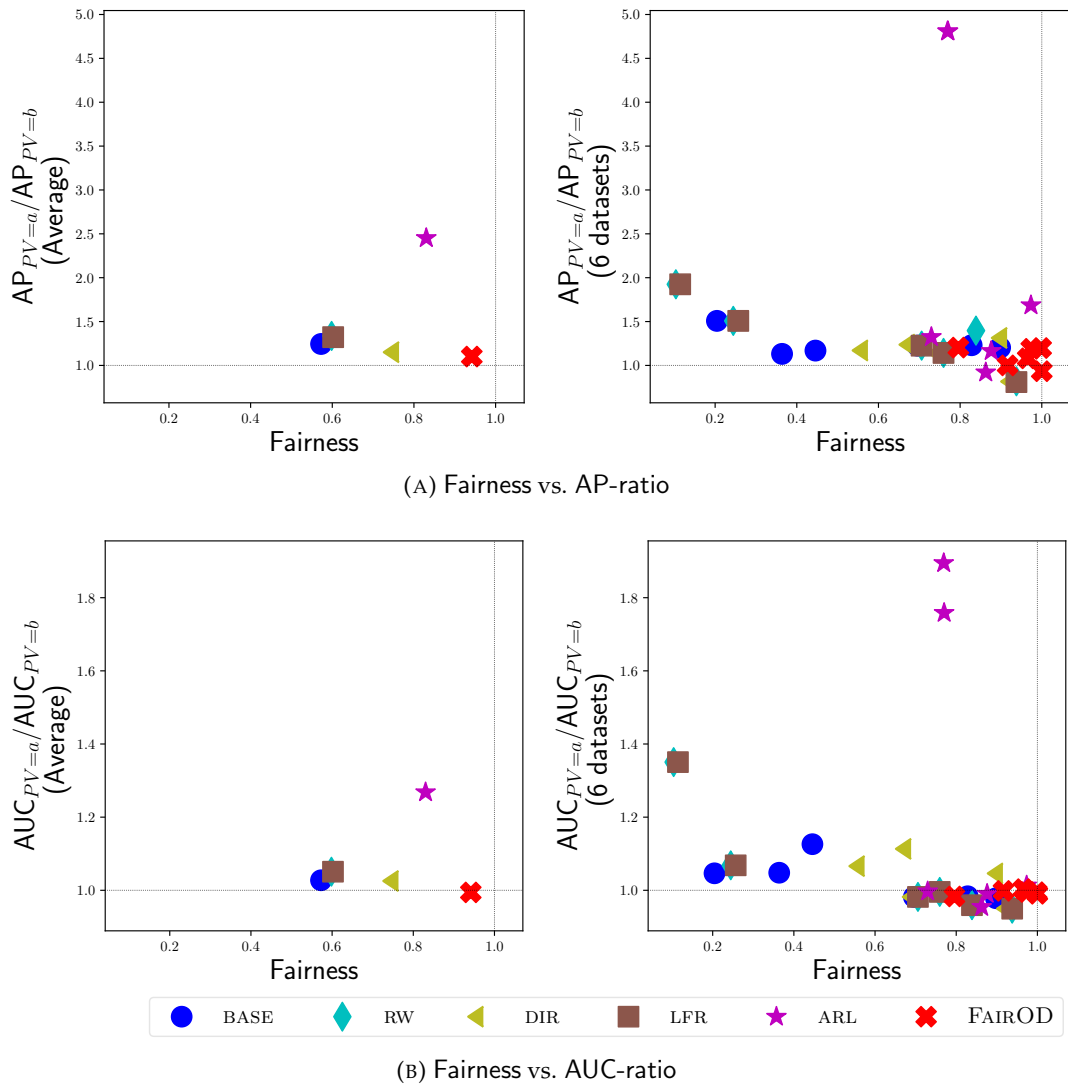 5.0
4.5
4.0
3.5
3.0
2.5
2.0
1.5
1.0
AP_{PV=a}/AP_{PV=b}
(Average)
0.2 0.4 0.6 0.8 1.0
Fairness
5.0
4.5
4.0
3.5
3.0
2.5
2.0
1.5
1.0
AP_{PV=a}/AP_{PV=b}
(6 datasets)
0.2 0.4 0.6 0.8 1.0
Fairness
(A) Fairness vs. AP-ratio
1.8
1.6
1.4
1.2
1.0
AUC_{PV=a}/AUC_{PV=b}
(Average)
0.2 0.4 0.6 0.8 1.0
Fairness
1.8
1.6
1.4
1.2
1.0
AUC_{PV=a}/AUC_{PV=b}
(6 datasets)
0.2 0.4 0.6 0.8 1.0
Fairness
BASE RW DIR LFR ARL FAIROD
(B) Fairness vs. AUC-ratio